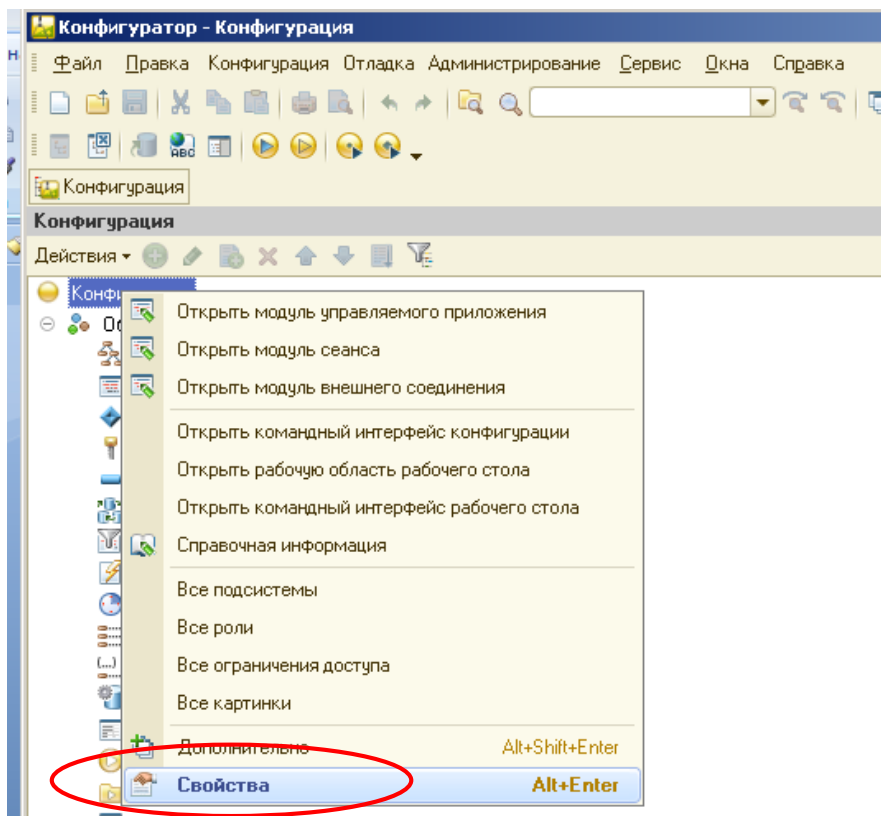 Конфигуратор - Конфигурация
Файл Правка Конфигурация Отладка Администрирование Сервис Окна Справка
ABC
Конфигурация
Конфигурация
Действия
Открыть модуль управляемого приложения
Открыть модуль сеанса
Открыть модуль внешнего соединения
Открыть командный интерфейс конфигурации
Открыть рабочую область рабочего стола
Открыть командный интерфейс рабочего стола
Справочная информация
Все подсистемы
Все роли
Все ограничения доступа
Все картинки
Дополнительно Alt+Shift+Enter
Свойства Alt+Enter